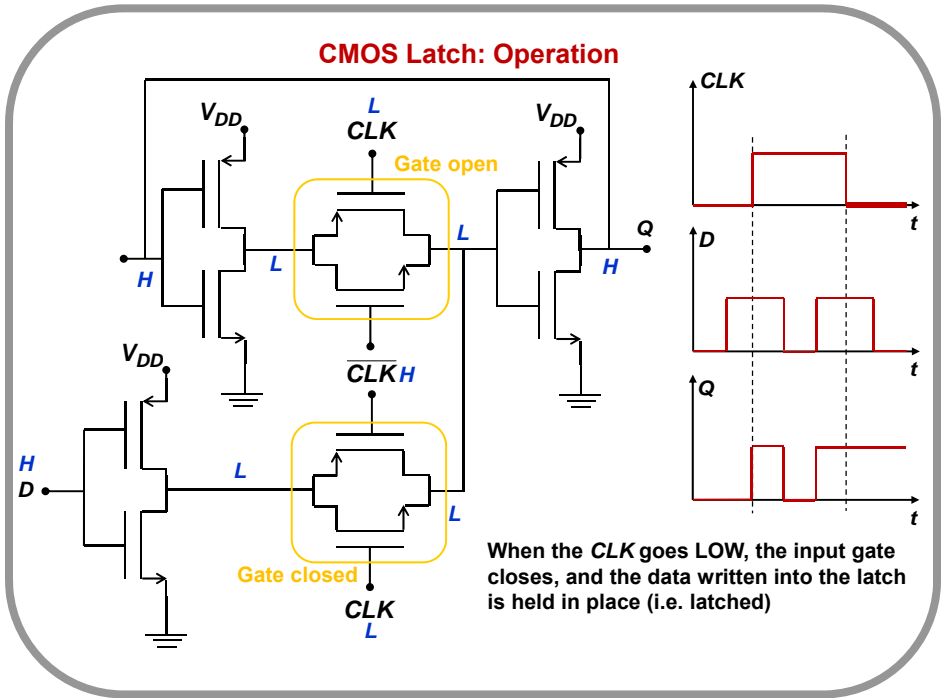 CMOS Latch: Operation
L
CLK
V_DD
V_DD
Gate open
H
L
L
Q
H
C̅L̅K̅ H
V_DD
H
D
L
L
Gate closed
CLK
L
CLK
t
D
t
Q
t
When the CLK goes LOW, the input gate
closes, and the data written into the latch
is held in place (i.e. latched)